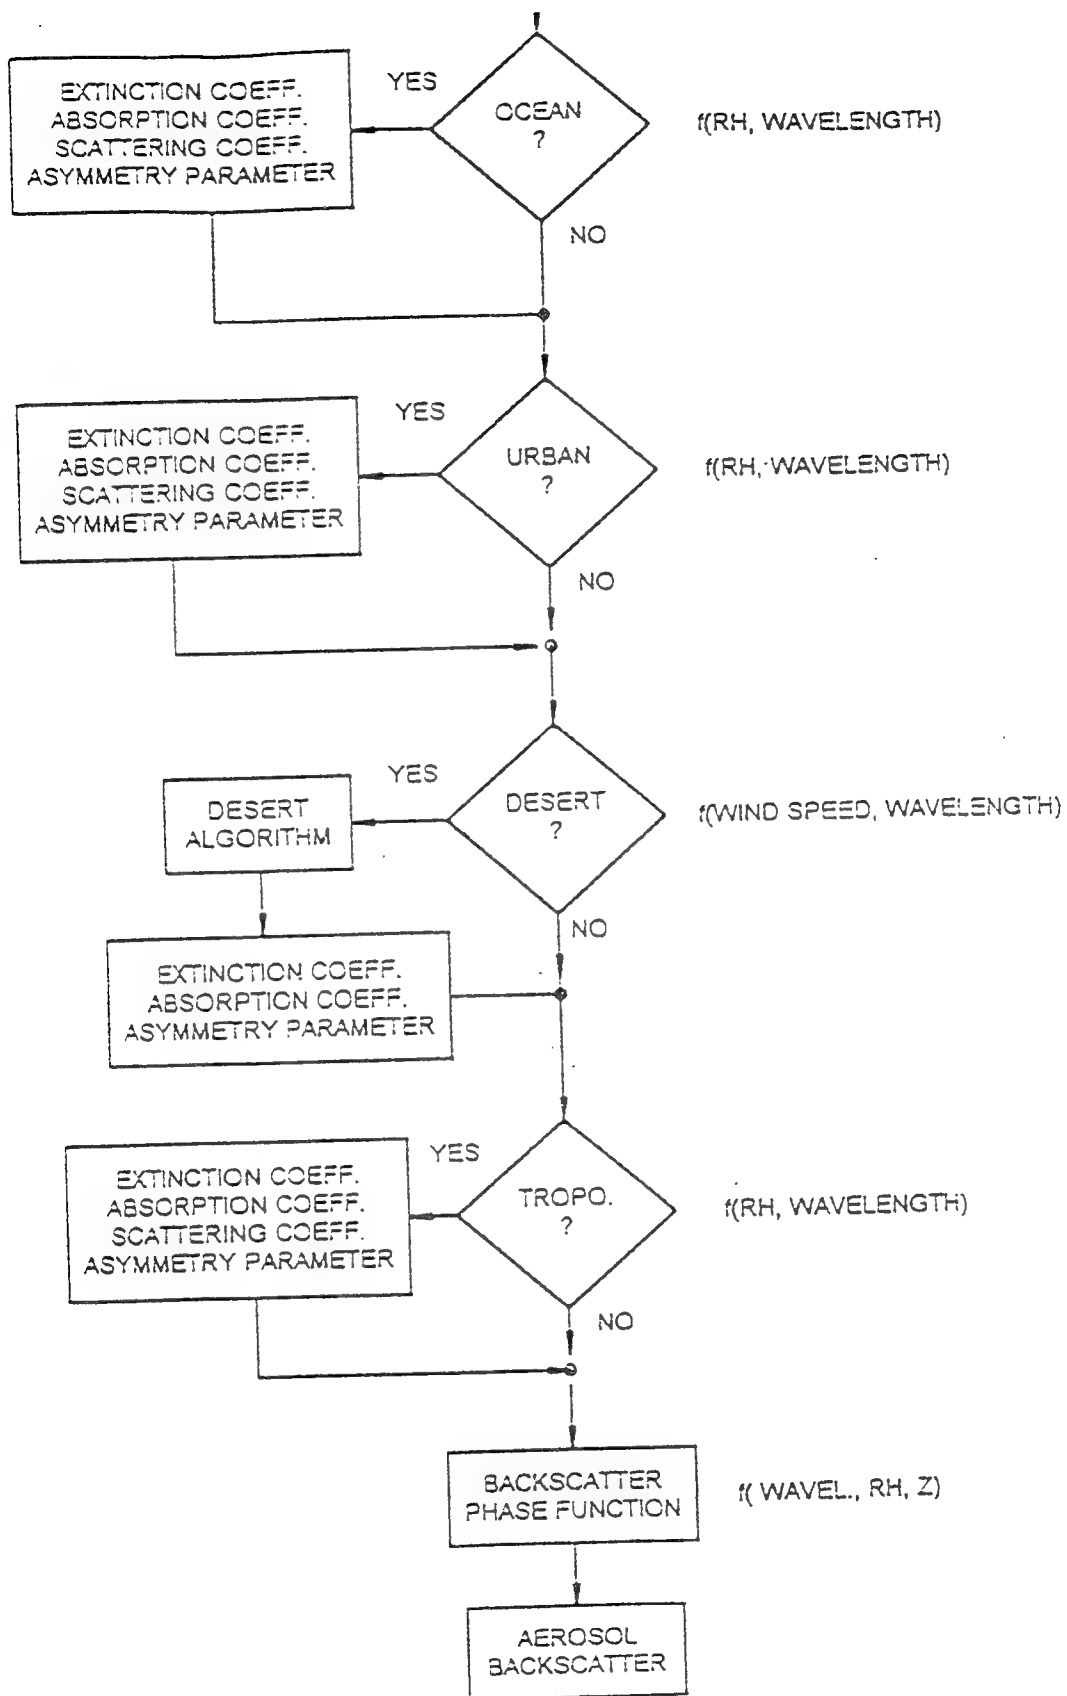 YES
OCEAN
?
f(RH, WAVELENGTH)
EXTINCTION COEFF.
ABSORPTION COEFF.
SCATTERING COEFF.
ASYMMETRY PARAMETER
NO
YES
URBAN
?
f(RH, WAVELENGTH)
EXTINCTION COEFF.
ABSORPTION COEFF.
SCATTERING COEFF.
ASYMMETRY PARAMETER
NO
YES
DESERT
?
f(WIND SPEED, WAVELENGTH)
DESERT
ALGORITHM
NO
EXTINCTION COEFF.
ABSORPTION COEFF.
ASYMMETRY PARAMETER
YES
TROPO.
?
f(RH, WAVELENGTH)
EXTINCTION COEFF.
ABSORPTION COEFF.
SCATTERING COEFF.
ASYMMETRY PARAMETER
NO
BACKSCATTER
PHASE FUNCTION
f( WAVEL., RH, Z)
AEROSOL
BACKSCATTER